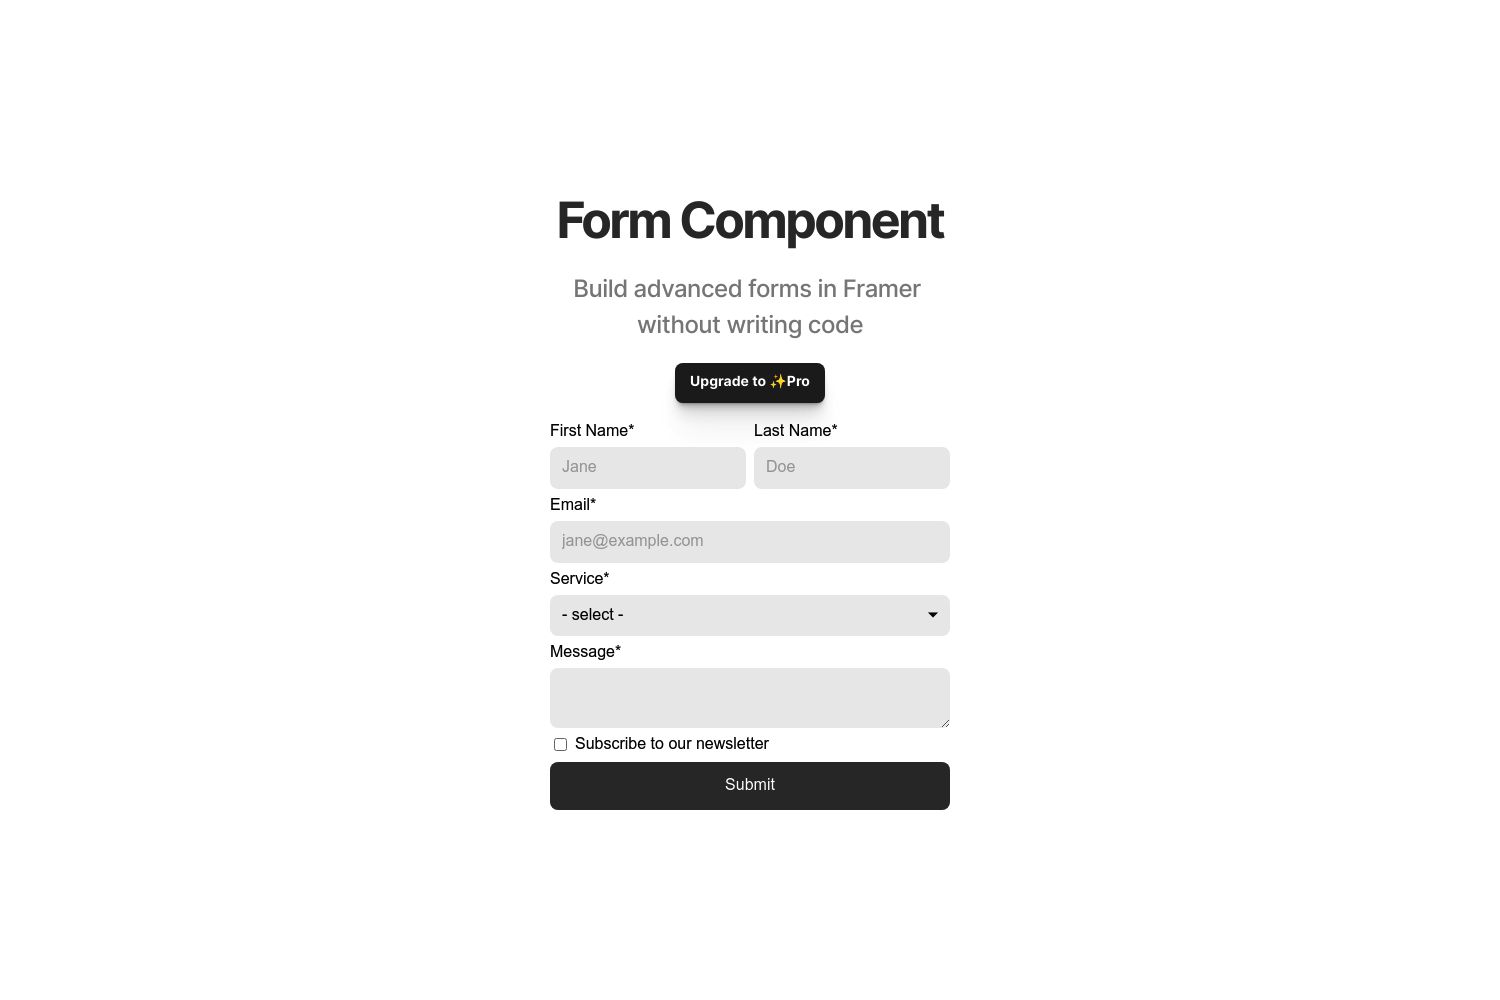 Form Component
Build advanced forms in Framer
without writing code
Upgrade to ✨Pro
First Name*
Last Name*
Jane
Doe
Email*
jane@example.com
Service*
- select -
Message*
Subscribe to our newsletter
Submit